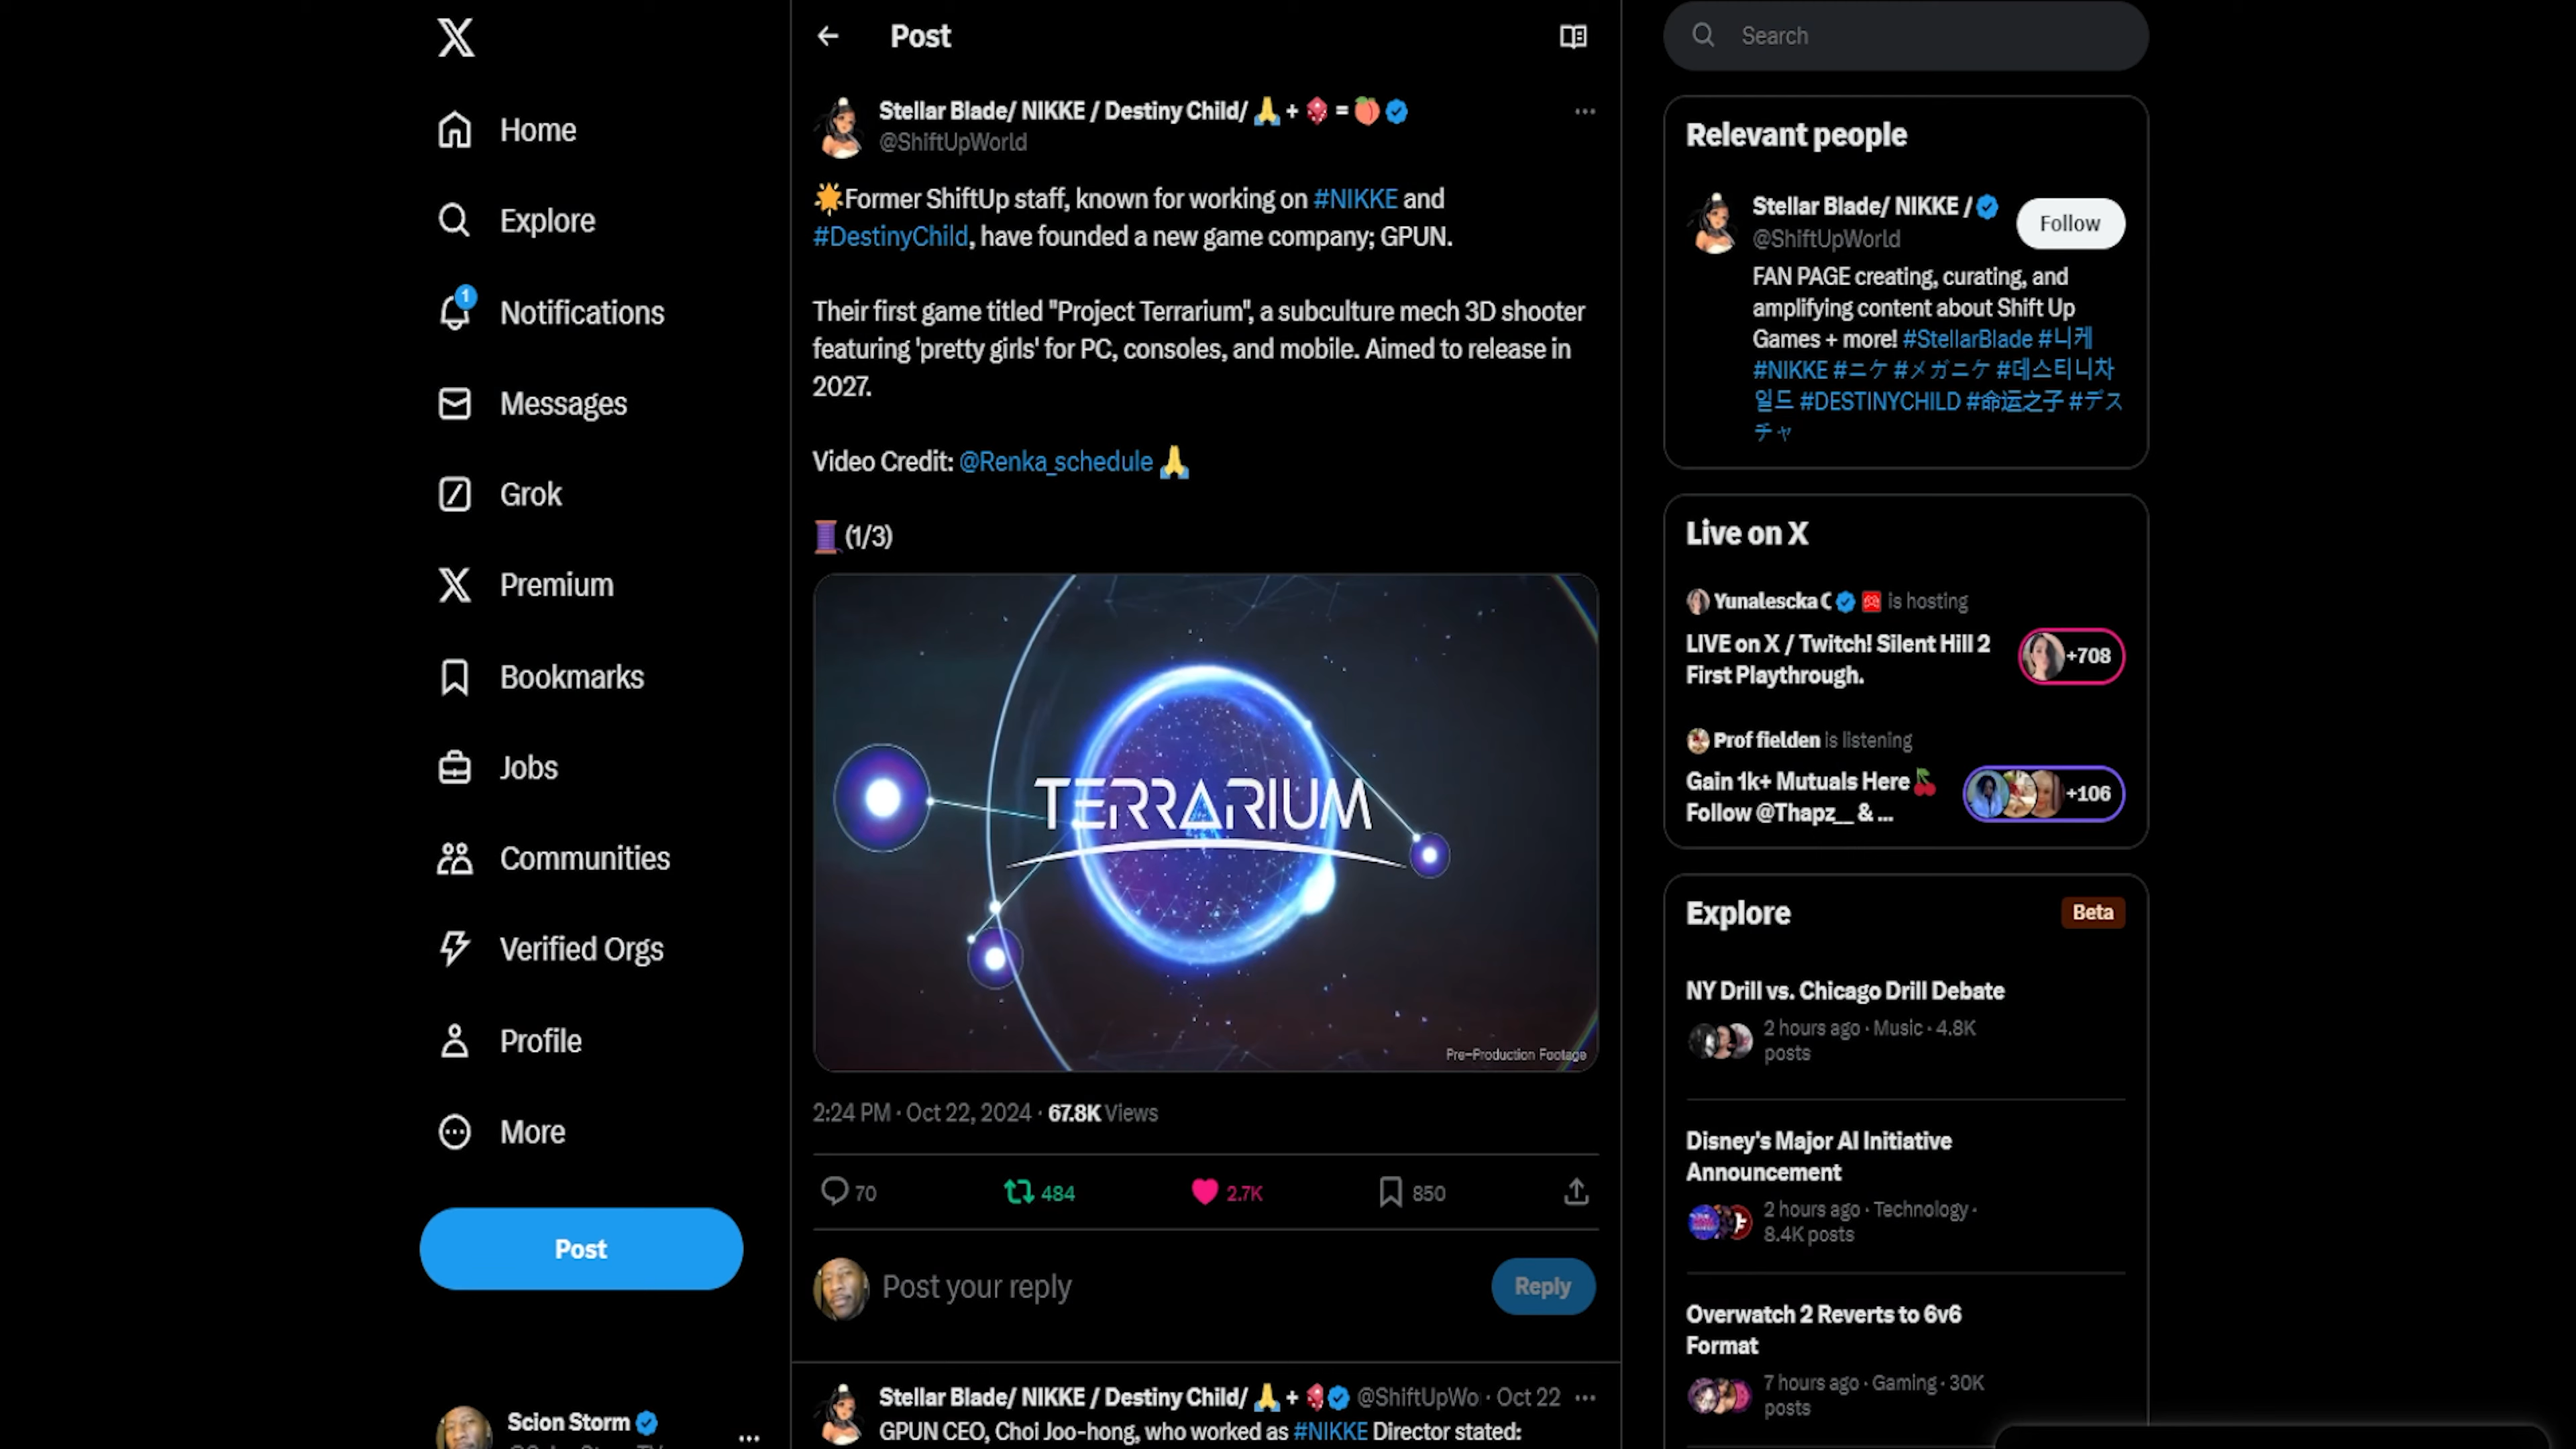 Home
Explore
1
Notifications
Messages
Grok
Premium
Bookmarks
Jobs
Communities
Verified Orgs
Profile
More
Post
Scion Storm
Post
Stellar Blade/ NIKKE / Destiny Child/ 🙏 + 🎲 = 🍑
@ShiftUpWorld
🌟Former ShiftUp staff, known for working on #NIKKE and
#DestinyChild, have founded a new game company; GPUN.
Their first game titled "Project Terrarium", a subculture mech 3D shooter
featuring 'pretty girls' for PC, consoles, and mobile. Aimed to release in
2027.
Video Credit: @Renka_schedule 🙏
🧵 (1/3)
TERRARIUM
Pre-Production Footage
2:24 PM · Oct 22, 2024 · 67.8K Views
70 484 2.7K 850
Post your reply
Reply
Stellar Blade/ NIKKE / Destiny Child/ 🙏 + 🎲 @ShiftUpWo · Oct 22
GPUN CEO, Choi Joo-hong, who worked as #NIKKE Director stated:
Search
Relevant people
Stellar Blade/ NIKKE /
@ShiftUpWorld
Follow
FAN PAGE creating, curating, and
amplifying content about Shift Up
Games + more! #StellarBlade #니케
#NIKKE #ニケ #メガニケ #데스티니차
일드 #DESTINYCHILD #命运之子 #デス
チャ
Live on X
Yunalescka C is hosting
LIVE on X / Twitch! Silent Hill 2
First Playthrough.
+708
Prof fielden is listening
Gain 1k+ Mutuals Here🍒
Follow @Thapz__ & ...
+106
Explore
Beta
NY Drill vs. Chicago Drill Debate
2 hours ago · Music · 4.8K
posts
Disney's Major AI Initiative
Announcement
2 hours ago · Technology ·
8.4K posts
Overwatch 2 Reverts to 6v6
Format
7 hours ago · Gaming · 30K
posts